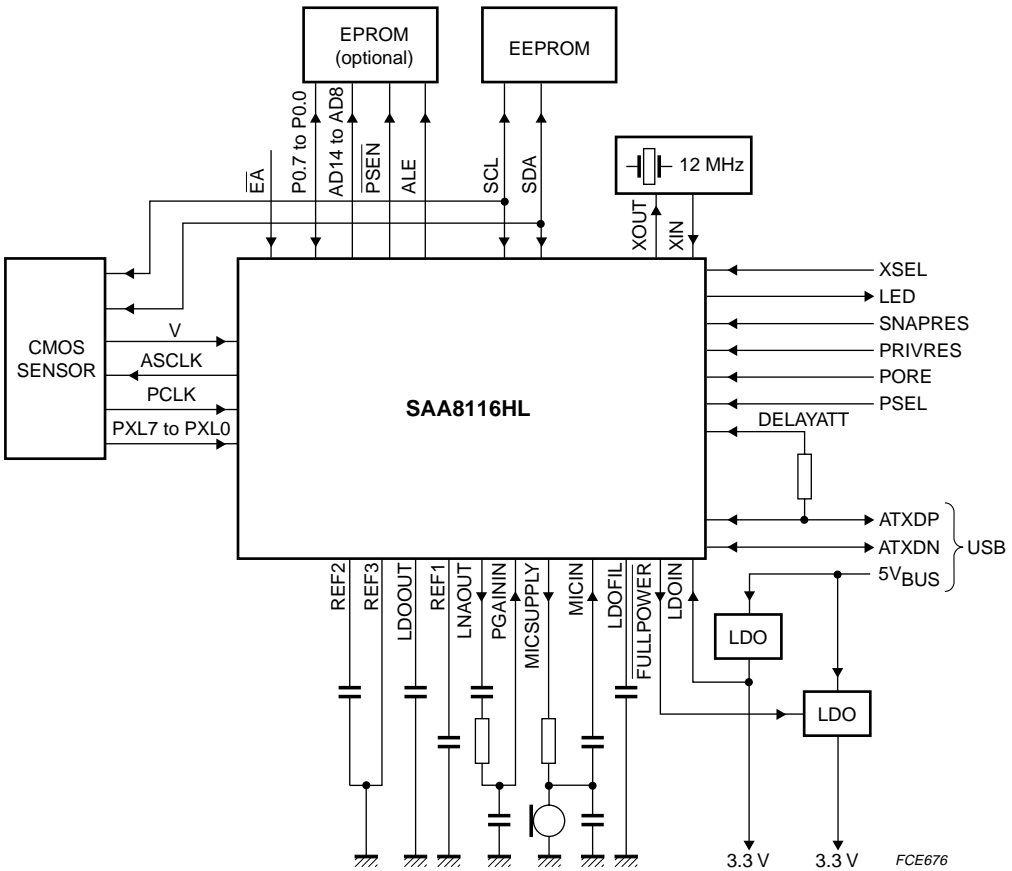 EPROM
(optional)
EEPROM
P0.7 to P0.0
AD14 to AD8
PSEN
ALE
EA
SCL
SDA
12 MHz
XOUT
XIN
CMOS
SENSOR
V
ASCLK
PCLK
PXL7 to PXL0
SAA8116HL
XSEL
LED
SNAPRES
PRIVRES
PORE
PSEL
DELAYATT
ATXDP
ATXDN
USB
5VBUS
REF2
REF3
LDOOUT
REF1
LNAOUT
PGAININ
MICSUPPLY
MICIN
LDOFIL
FULLPOWER
LDOIN
LDO
LDO
3.3 V
3.3 V
FCE676